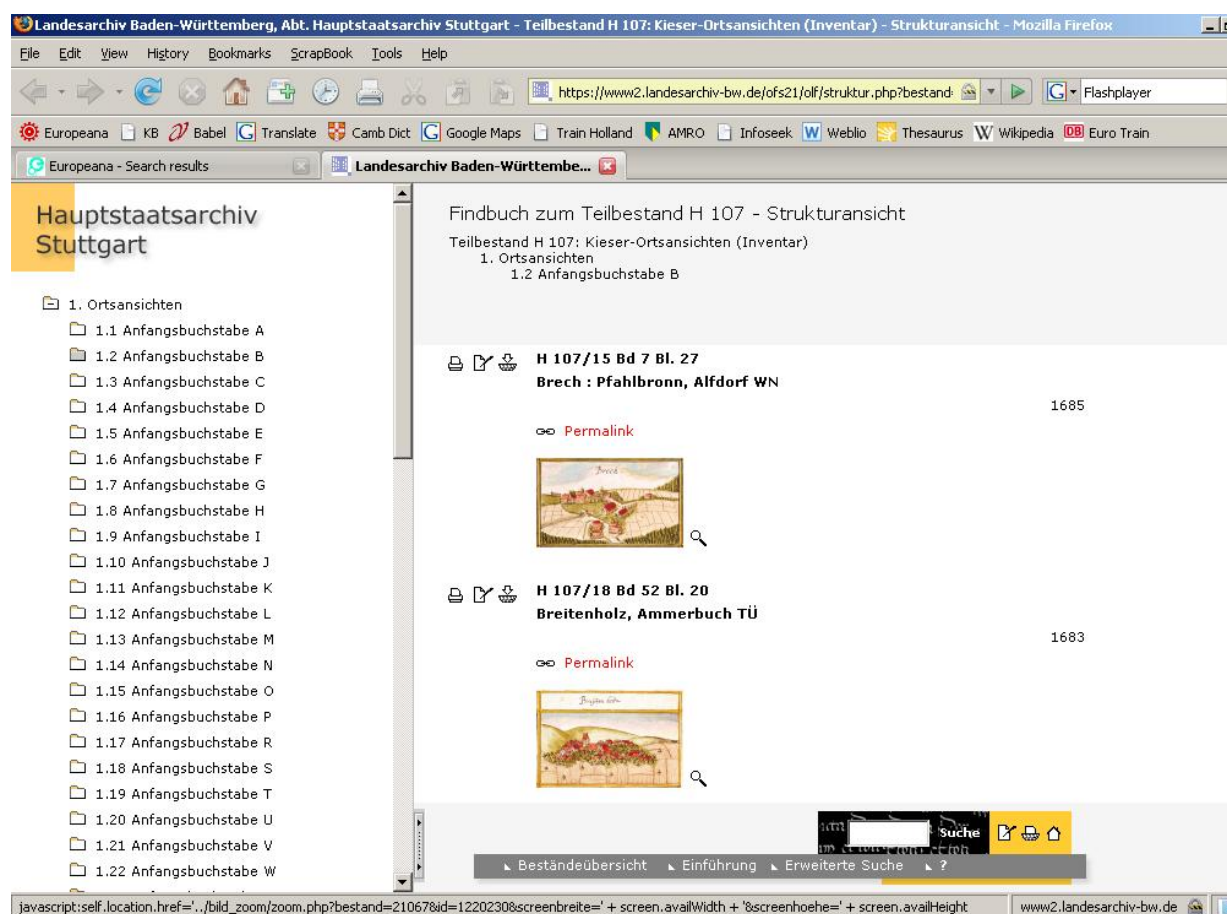 Landesarchiv Baden-Württemberg, Abt. Hauptstaatsarchiv Stuttgart - Teilbestand H 107: Kieser-Ortsansichten (Inventar) - Strukturansicht - Mozilla Firefox
File Edit View History Bookmarks ScrapBook Tools Help
https://www2.landesarchiv-bw.de/ofs21/olf/struktur.php?bestand- G Flashplayer
Europeana KB Babel Translate Camb Dict Google Maps Train Holland AMRO Infoseek Weblio Thesaurus Wikipedia Euro Train
Europeana - Search results
Landesarchiv Baden-Württembe...
Hauptstaatsarchiv
Stuttgart
1. Ortsansichten
1.1 Anfangsbuchstabe A
1.2 Anfangsbuchstabe B
1.3 Anfangsbuchstabe C
1.4 Anfangsbuchstabe D
1.5 Anfangsbuchstabe E
1.6 Anfangsbuchstabe F
1.7 Anfangsbuchstabe G
1.8 Anfangsbuchstabe H
1.9 Anfangsbuchstabe I
1.10 Anfangsbuchstabe J
1.11 Anfangsbuchstabe K
1.12 Anfangsbuchstabe L
1.13 Anfangsbuchstabe M
1.14 Anfangsbuchstabe N
1.15 Anfangsbuchstabe O
1.16 Anfangsbuchstabe P
1.17 Anfangsbuchstabe R
1.18 Anfangsbuchstabe S
1.19 Anfangsbuchstabe T
1.20 Anfangsbuchstabe U
1.21 Anfangsbuchstabe V
1.22 Anfangsbuchstabe W
Findbuch zum Teilbestand H 107 - Strukturansicht
Teilbestand H 107: Kieser-Ortsansichten (Inventar)
1. Ortsansichten
1.2 Anfangsbuchstabe B
H 107/15 Bd 7 Bl. 27
Brech : Pfahlbronn, Alfdorf WN
1685
Permalink
Brech
H 107/18 Bd 52 Bl. 20
Breitenholz, Ammerbuch TÜ
1683
Permalink
Suche
Beständeübersicht Einführung Erweiterte Suche ?
javascript:self.location.href='../bild_zoom/zoom.php?bestand=21067&id=1220230&screenbreite=' + screen.availWidth + '&screenhoehe=' + screen.availHeight
www2.landesarchiv-bw.de